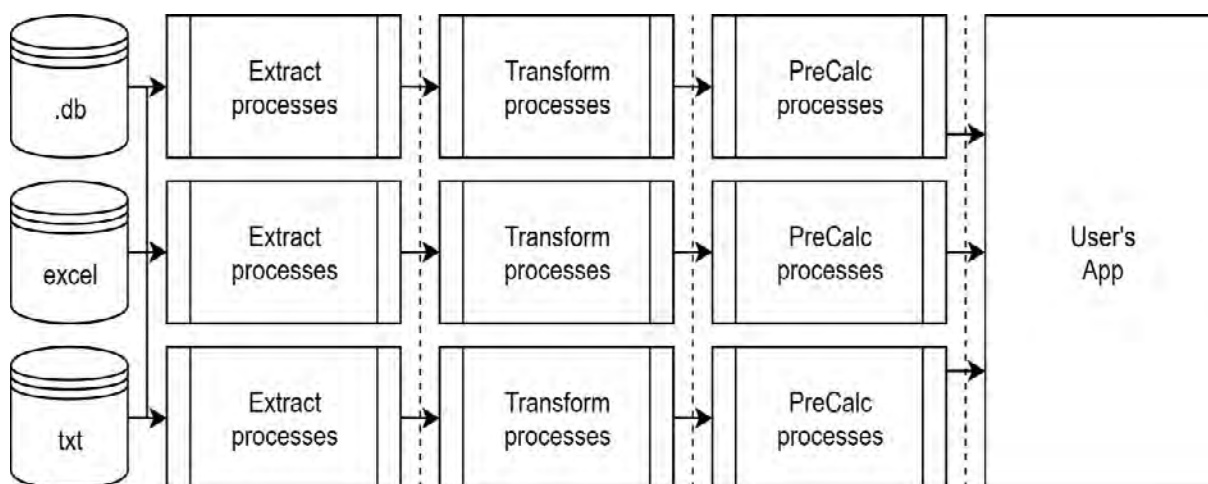 .db
Extract
processes
Transform
processes
PreCalc
processes
excel
Extract
processes
Transform
processes
PreCalc
processes
User's
App
txt
Extract
processes
Transform
processes
PreCalc
processes